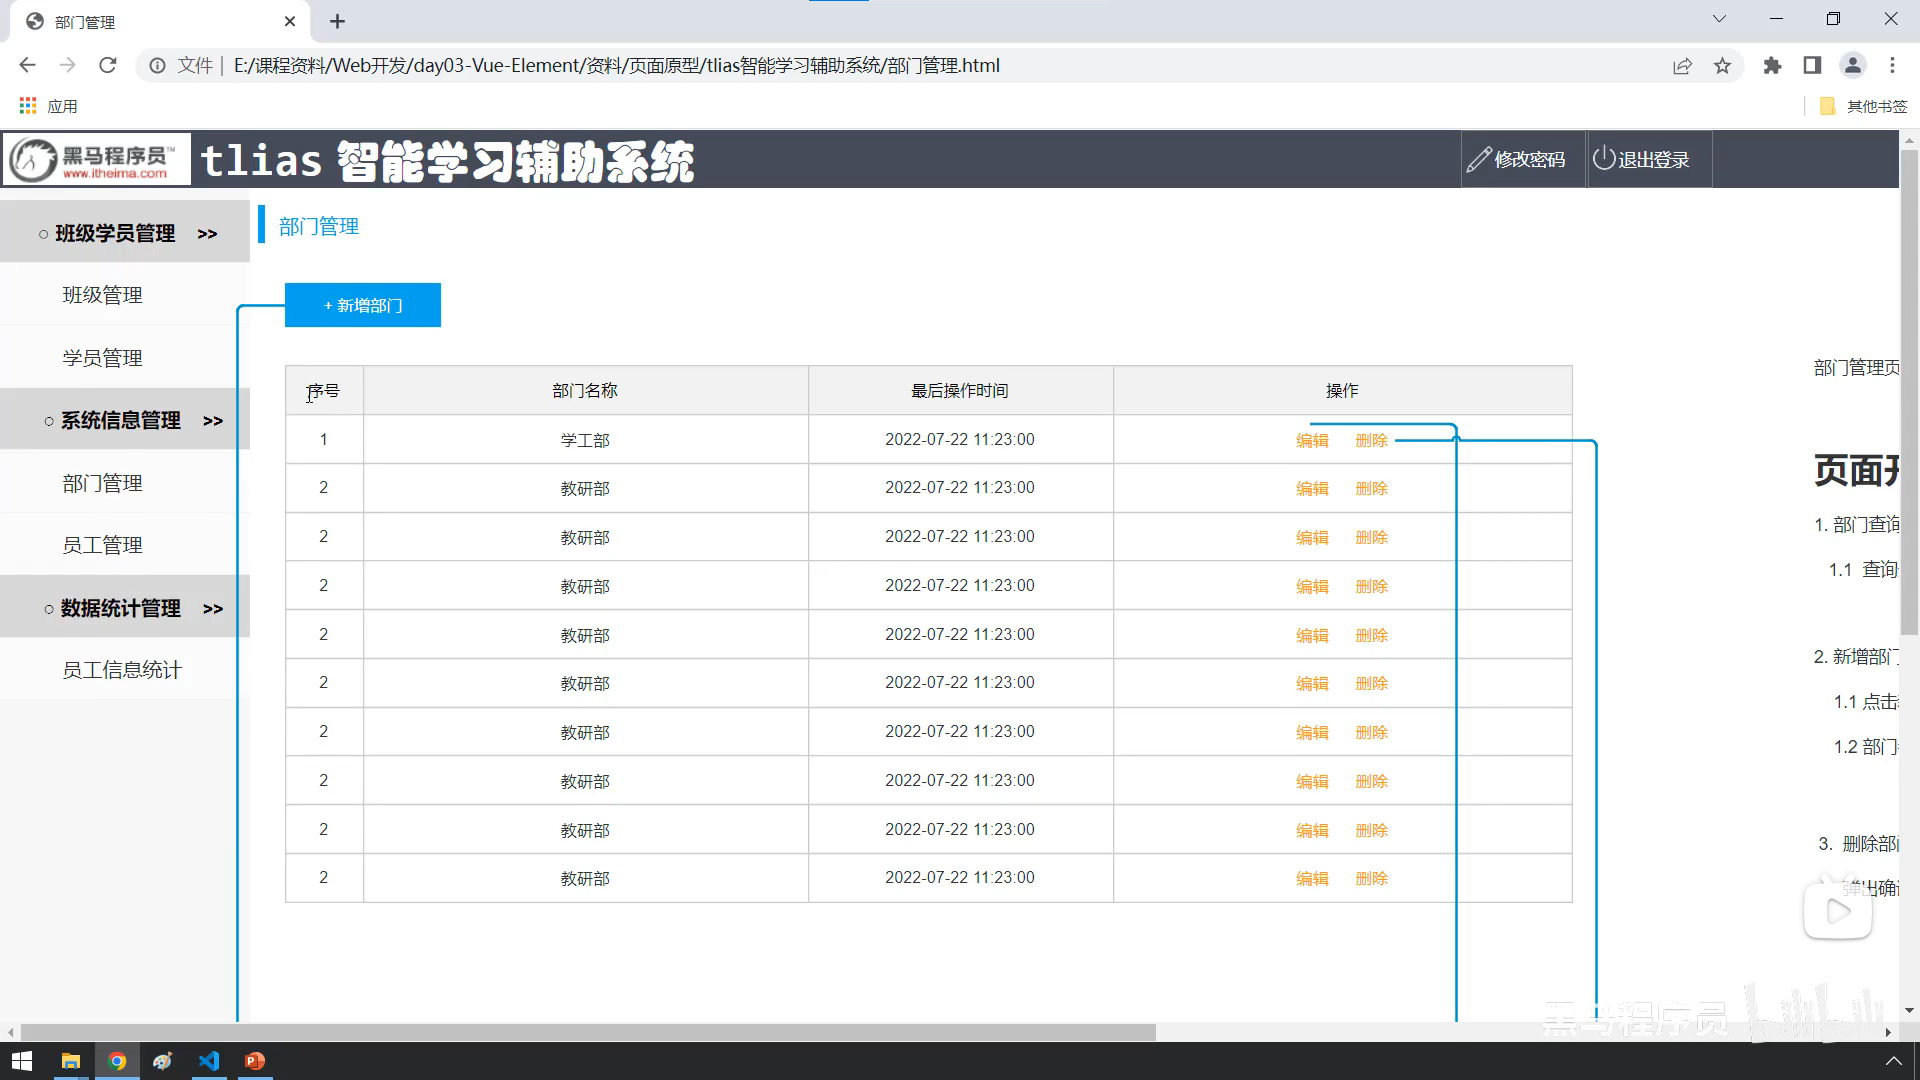 部门管理
文件 | E:/课程资料/Web开发/day03-Vue-Element/资料/页面原型/tlias智能学习辅助系统/部门管理.html
应用
其他书签
黑马程序员™
www.itheima.com
tlias 智能学习辅助系统
修改密码
退出登录
班级学员管理 >>
班级管理
学员管理
系统信息管理 >>
部门管理
员工管理
数据统计管理 >>
员工信息统计
部门管理
+ 新增部门
序号 部门名称 最后操作时间 操作
1 学工部 2022-07-22 11:23:00 编辑 删除
2 教研部 2022-07-22 11:23:00 编辑 删除
2 教研部 2022-07-22 11:23:00 编辑 删除
2 教研部 2022-07-22 11:23:00 编辑 删除
2 教研部 2022-07-22 11:23:00 编辑 删除
2 教研部 2022-07-22 11:23:00 编辑 删除
2 教研部 2022-07-22 11:23:00 编辑 删除
2 教研部 2022-07-22 11:23:00 编辑 删除
2 教研部 2022-07-22 11:23:00 编辑 删除
2 教研部 2022-07-22 11:23:00 编辑 删除
部门管理页
页面开
1. 部门查询
1.1 查询
2. 新增部门
1.1 点击
1.2 部门
3. 删除部门
弹出确认
黑马程序员